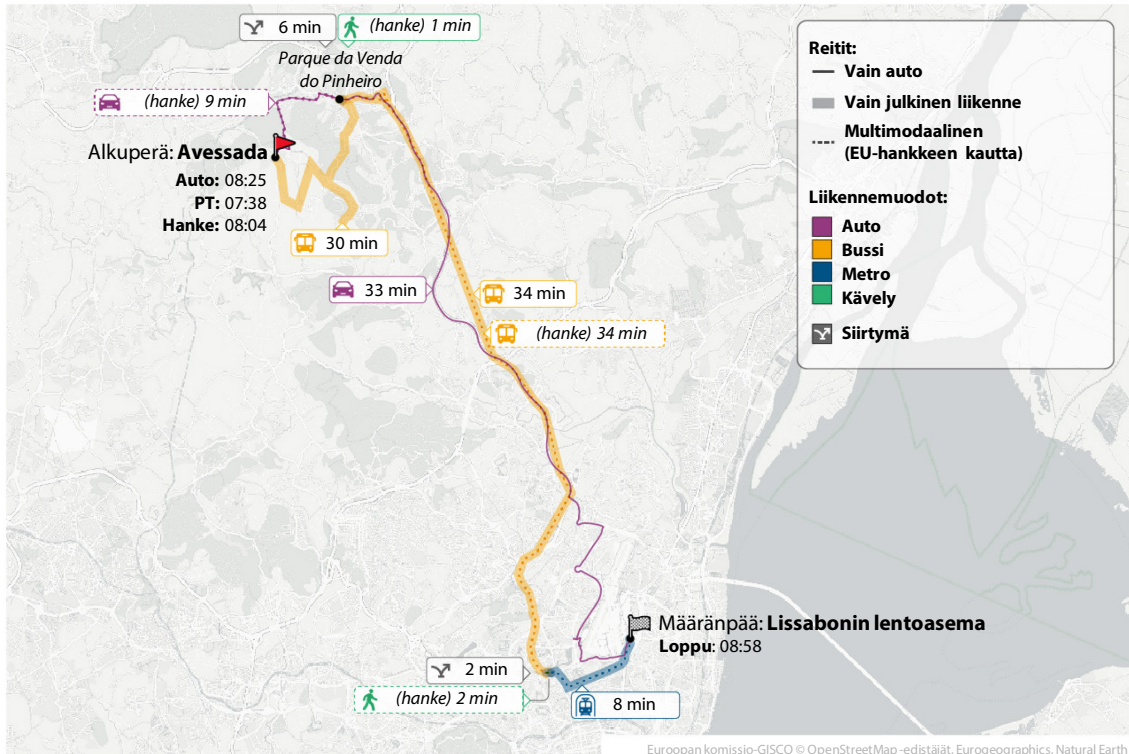 6 min
(hanke) 1 min
Parque da Venda
do Pinheiro
(hanke) 9 min
Alkuperä: Avessada
Auto: 08:25
PT: 07:38
Hanke: 08:04
30 min
33 min
34 min
(hanke) 34 min
Määränpää: Lissabonin lentoasema
Loppu: 08:58
2 min
(hanke) 2 min
8 min
Reitit:
Vain auto
Vain julkinen liikenne
Multimodaalinen
(EU-hankkeen kautta)
Liikennemuodot:
Auto
Bussi
Metro
Kävely
Siirtymä
Euroopan komissio-GISCO © OpenStreetMap -edistäjät, Eurogeographics, Natural Earth